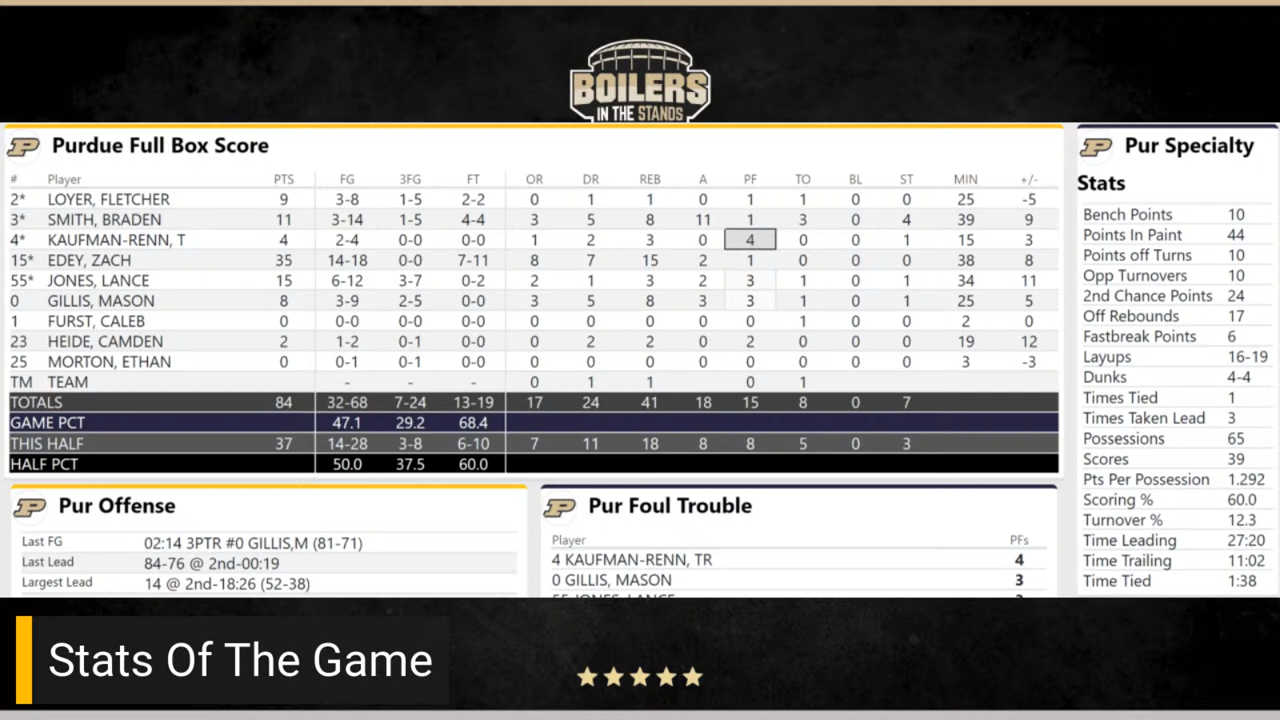 BOILERS
IN THE STANDS
P Purdue Full Box Score
# Player PTS FG 3FG FT OR DR REB A PF TO BL ST MIN +/-
2* LOYER, FLETCHER 9 3-8 1-5 2-2 0 1 1 0 1 1 0 0 25 -5
3* SMITH, BRADEN 11 3-14 1-5 4-4 3 5 8 11 1 3 0 4 39 9
4* KAUFMAN-RENN, T 4 2-4 0-0 0-0 1 2 3 0 4 0 0 1 15 3
15* EDEY, ZACH 35 14-18 0-0 7-11 8 7 15 2 1 0 0 0 38 8
55* JONES, LANCE 15 6-12 3-7 0-2 2 1 3 2 3 1 0 1 34 11
0 GILLIS, MASON 8 3-9 2-5 0-0 3 5 8 3 3 1 0 1 25 5
1 FURST, CALEB 0 0-0 0-0 0-0 0 0 0 0 0 1 0 0 2 0
23 HEIDE, CAMDEN 2 1-2 0-1 0-0 0 2 2 0 2 0 0 0 19 12
25 MORTON, ETHAN 0 0-1 0-1 0-0 0 0 0 0 0 0 0 0 3 -3
TM TEAM - - - 0 1 1 0 1
TOTALS 84 32-68 7-24 13-19 17 24 41 18 15 8 0 7
GAME PCT 47.1 29.2 68.4
THIS HALF 37 14-28 3-8 6-10 7 11 18 8 8 5 0 3
HALF PCT 50.0 37.5 60.0
P Pur Specialty
Stats
Bench Points 10
Points In Paint 44
Points off Turns 10
Opp Turnovers 10
2nd Chance Points 24
Off Rebounds 17
Fastbreak Points 6
Layups 16-19
Dunks 4-4
Times Tied 1
Times Taken Lead 3
Possessions 65
Scores 39
Pts Per Possession 1.292
Scoring % 60.0
Turnover % 12.3
Time Leading 27:20
Time Trailing 11:02
Time Tied 1:38
P Pur Offense
Last FG 02:14 3PTR #0 GILLIS,M (81-71)
Last Lead 84-76 @ 2nd-00:19
Largest Lead 14 @ 2nd-18:26 (52-38)
P Pur Foul Trouble
Player PFs
4 KAUFMAN-RENN, TR 4
0 GILLIS, MASON 3
Stats Of The Game